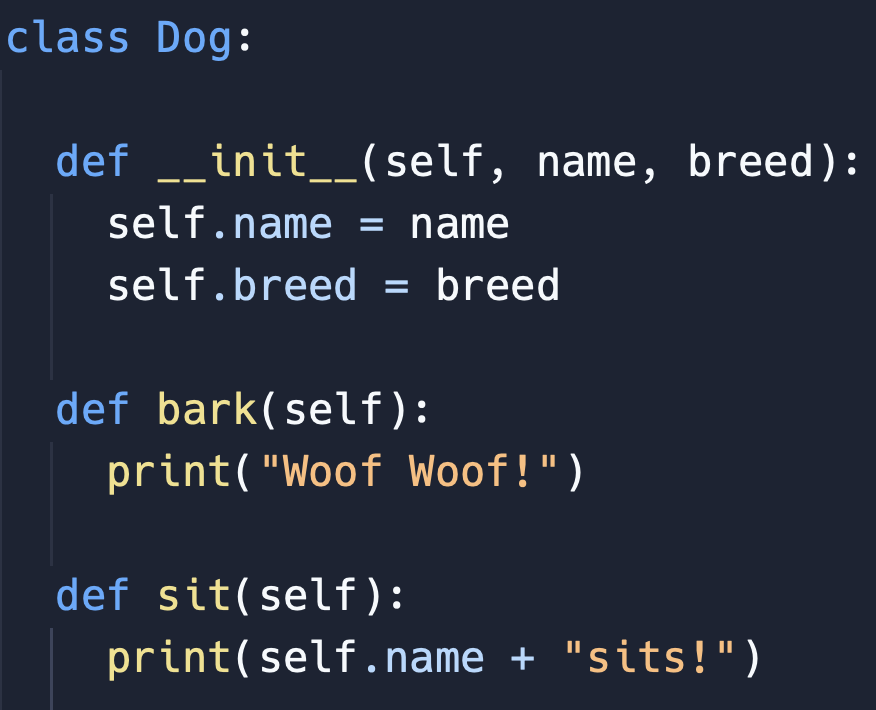 class Dog:
  def __init__(self, name, breed):
    self.name = name
    self.breed = breed
  def bark(self):
    print("Woof Woof!")
  def sit(self):
    print(self.name + "sits!")